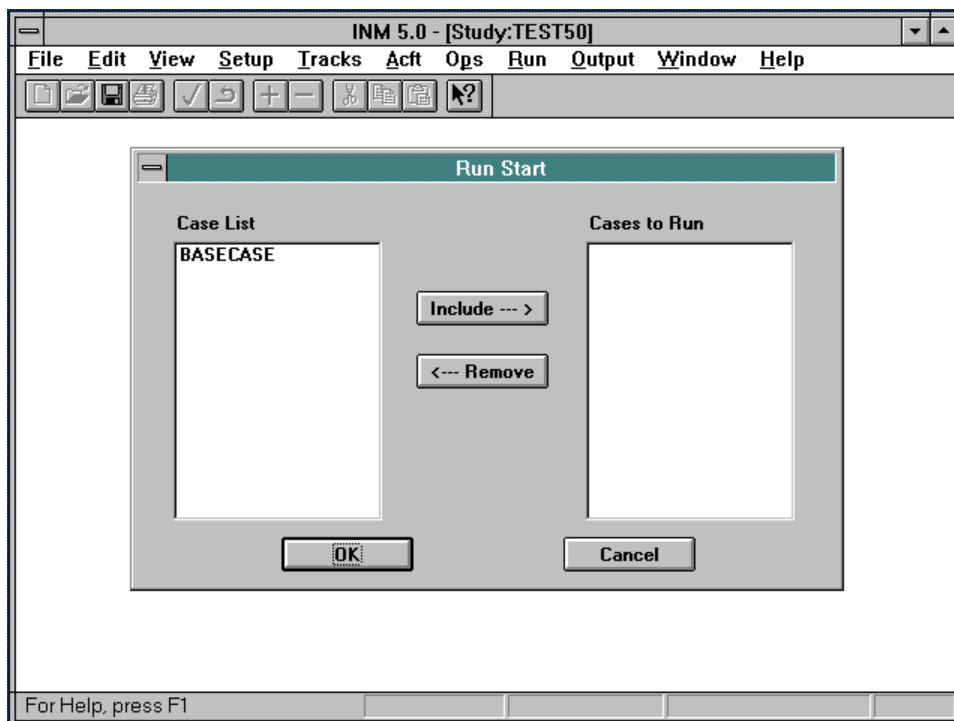 INM 5.0 - [Study:TEST50]
File Edit View Setup Tracks Acft Ops Run Output Window Help
Run Start
Case List
Cases to Run
BASECASE
Include --- >
<--- Remove
OK
Cancel
For Help, press F1